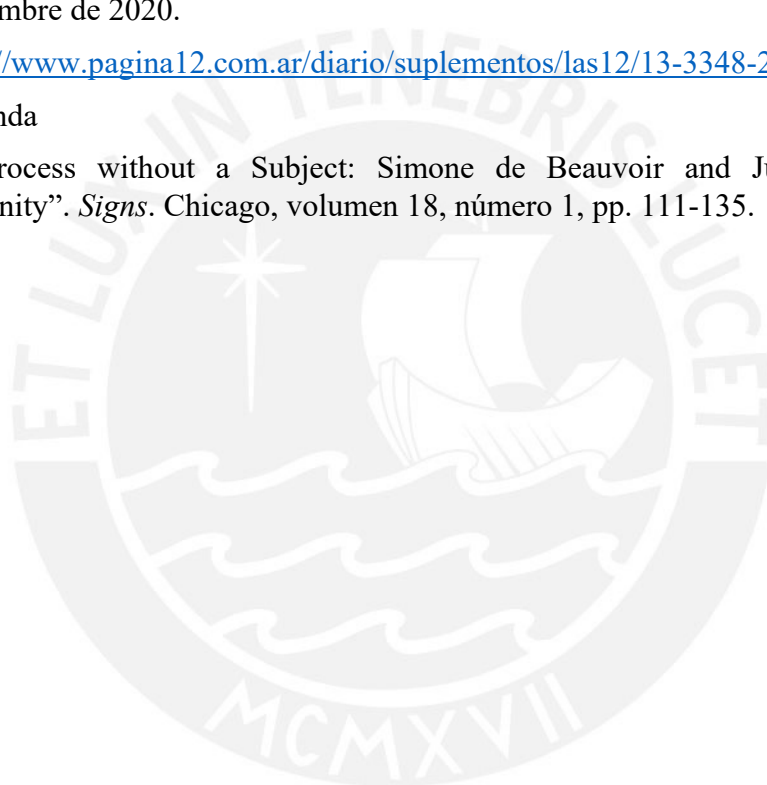 mbre de 2020.
//www.pagina12.com.ar/diario/suplementos/las12/13-3348-2
nda
rocess without a Subject: Simone de Beauvoir and Ju
nity”. Signs. Chicago, volumen 18, número 1, pp. 111-135.
ET LUX IN TENEBRIS LUCET
MCMXVII